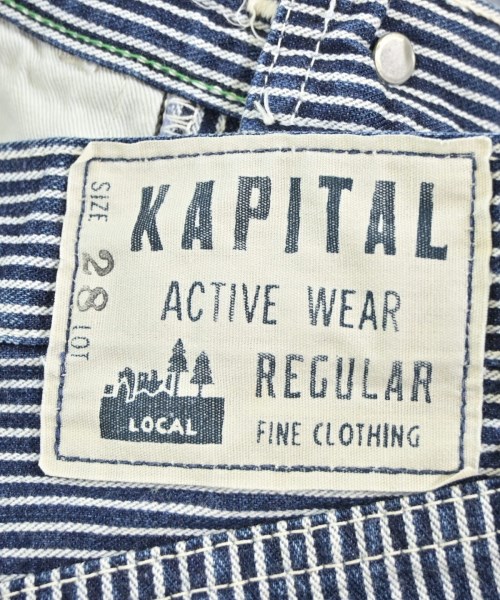 KAPITAL
ACTIVE WEAR
REGULAR
FINE CLOTHING
LOCAL
SIZE 28 LOT